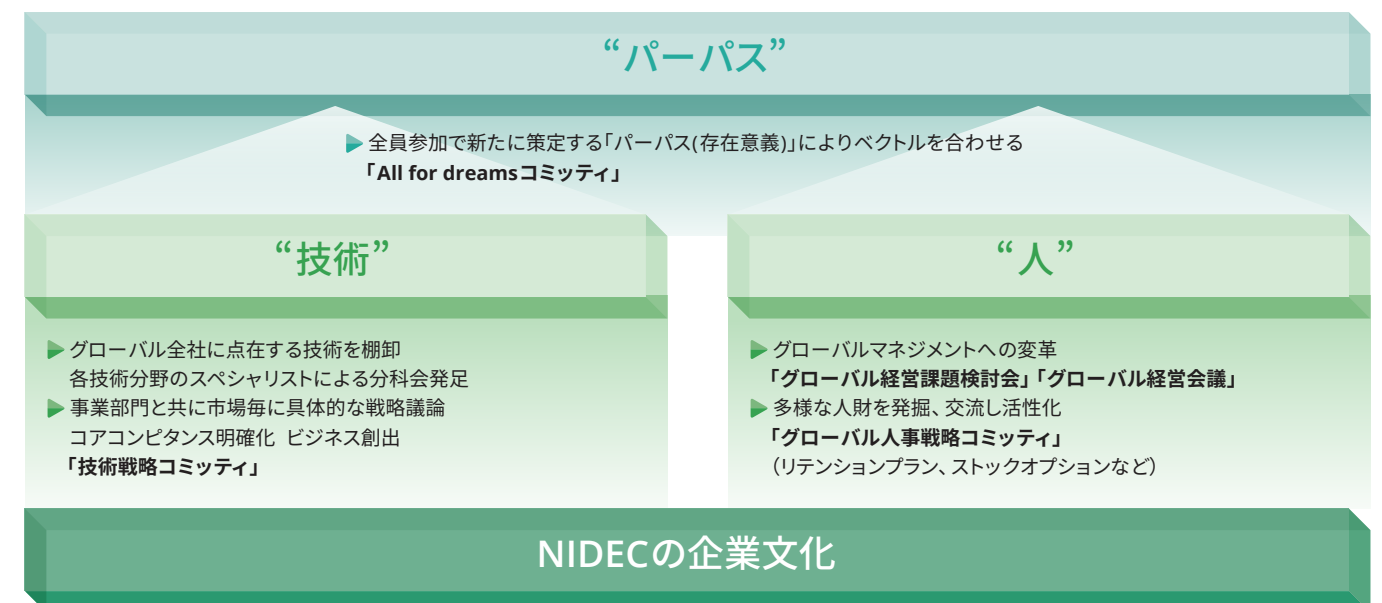 “パーパス”
全員参加で新たに策定する「パーパス(存在意義)」によりベクトルを合わせる
「All for dreamsコミッティ」
“技術”
グローバル全社に点在する技術を棚卸
各技術分野のスペシャリストによる分科会発足
事業部門と共に市場毎に具体的な戦略議論
コアコンピタンス明確化 ビジネス創出
「技術戦略コミッティ」
“人”
グローバルマネジメントへの変革
「グローバル経営課題検討会」「グローバル経営会議」
多様な人財を発掘、交流し活性化
「グローバル人事戦略コミッティ」
（リテンションプラン、ストックオプションなど）
NIDECの企業文化